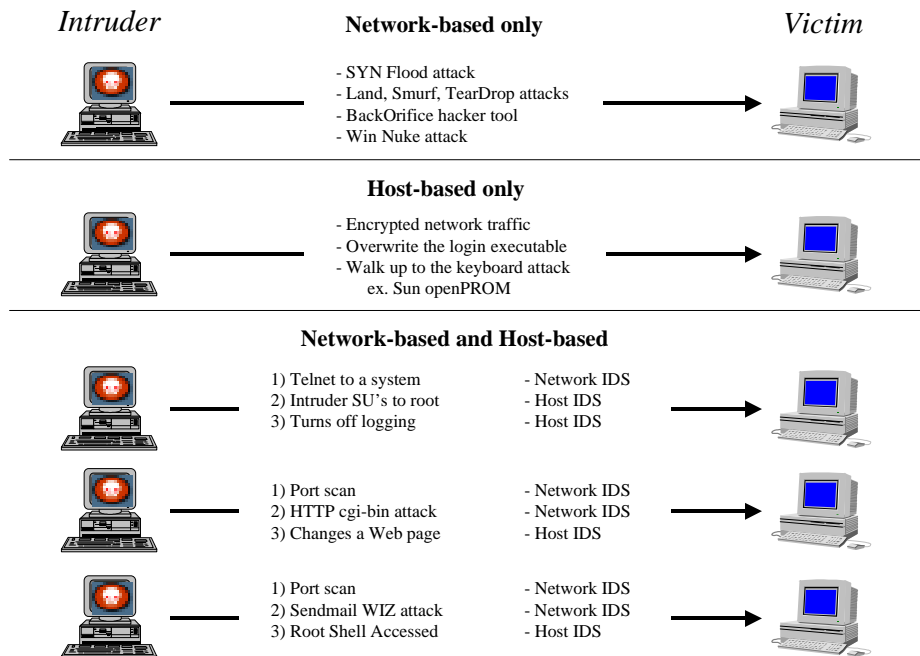 Intruder Network-based only Victim
- SYN Flood attack
- Land, Smurf, TearDrop attacks
- BackOrifice hacker tool
- Win Nuke attack
Host-based only
- Encrypted network traffic
- Overwrite the login executable
- Walk up to the keyboard attack
ex. Sun openPROM
Network-based and Host-based
1) Telnet to a system - Network IDS
2) Intruder SU's to root - Host IDS
3) Turns off logging - Host IDS
1) Port scan - Network IDS
2) HTTP cgi-bin attack - Network IDS
3) Changes a Web page - Host IDS
1) Port scan - Network IDS
2) Sendmail WIZ attack - Network IDS
3) Root Shell Accessed - Host IDS